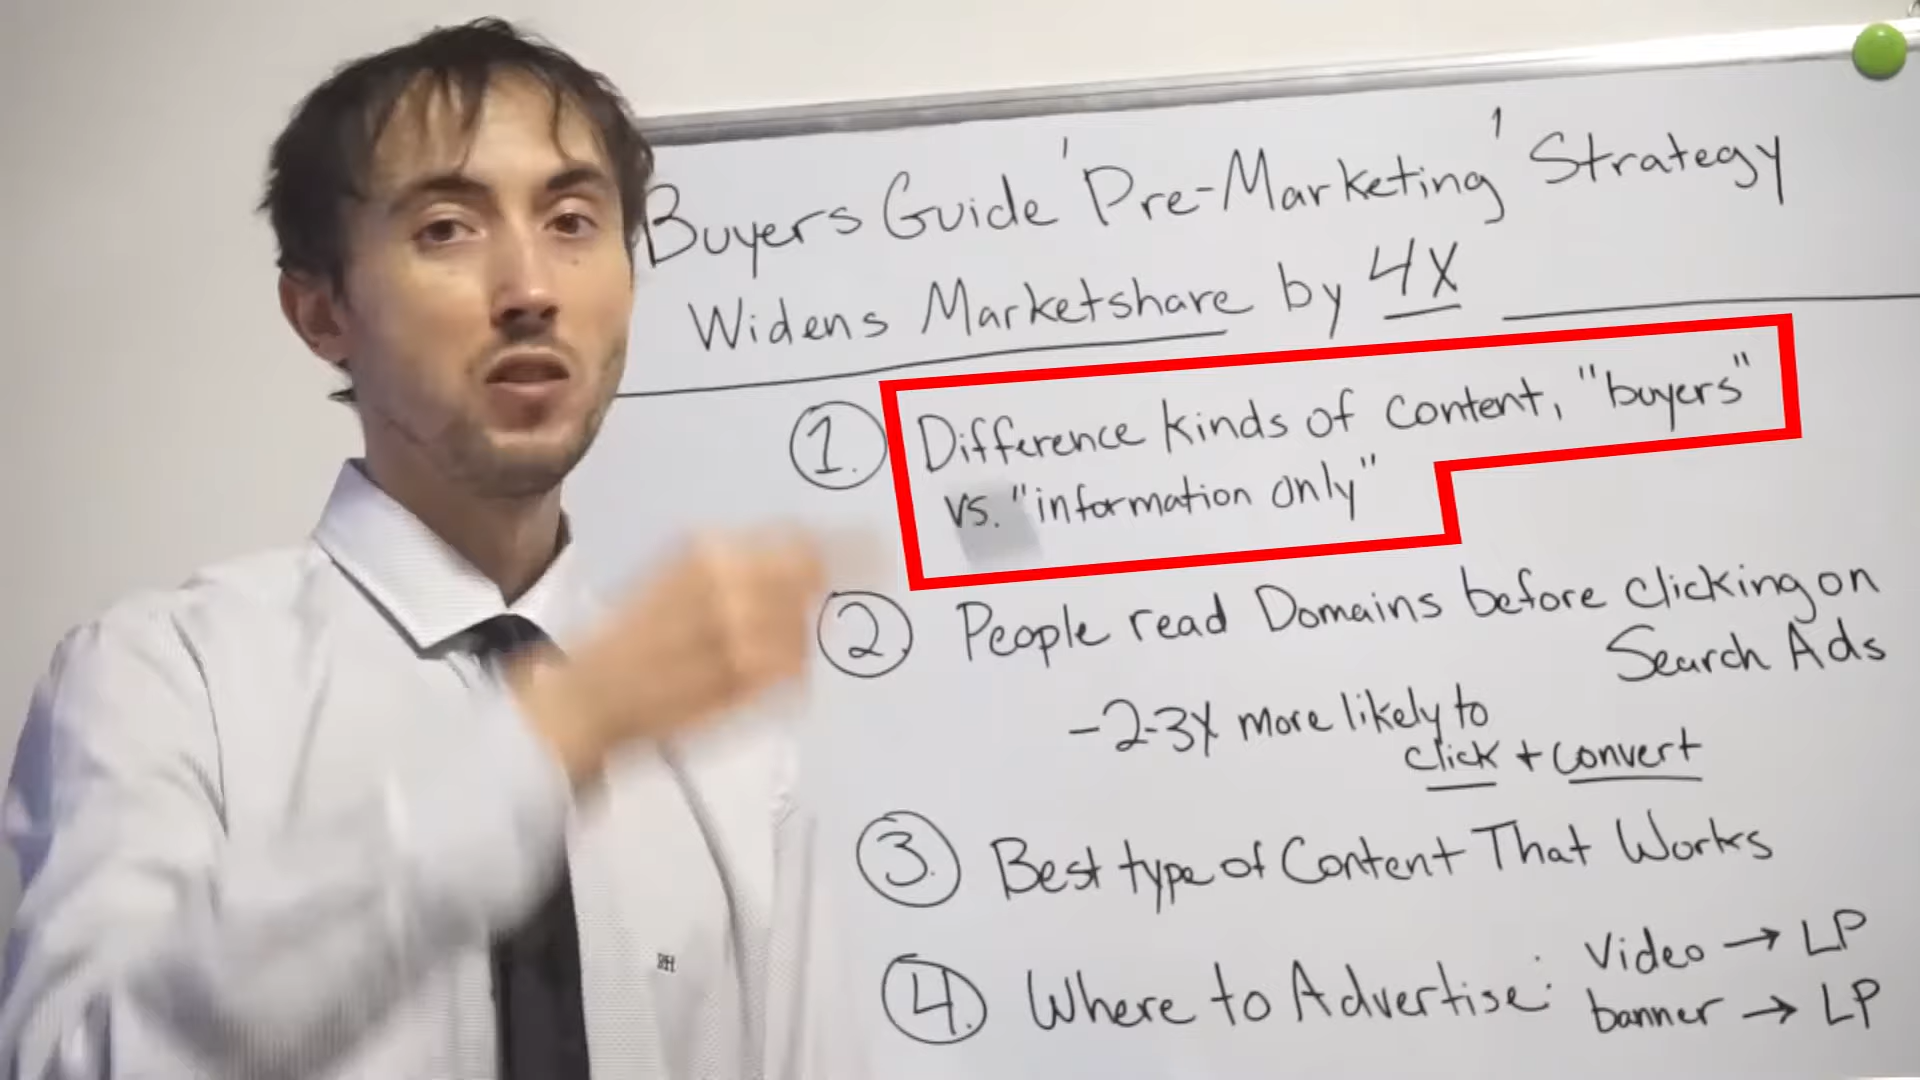 Buyers Guide 'Pre-Marketing' Strategy
Widens Marketshare by 4X
1. Difference kinds of content, "buyers"
vs. "information only"
2. People read Domains before clicking on
Search Ads
-2-3X more likely to
click + convert
3. Best type of Content That Works
4. Where to Advertise: Video → LP
banner → LP